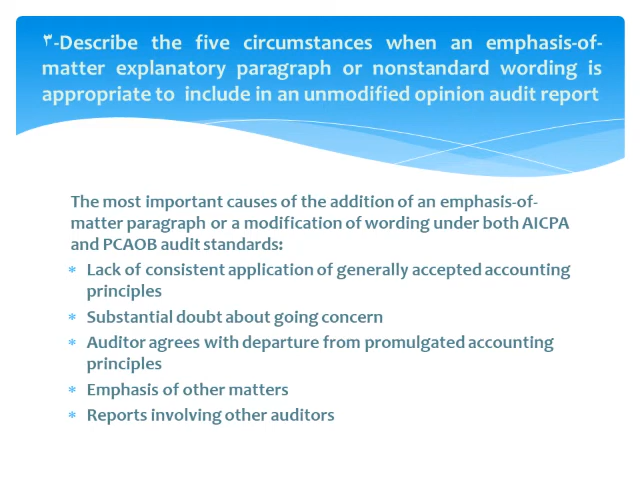 ٣-Describe the five circumstances when an emphasis-of-
matter explanatory paragraph or nonstandard wording is
appropriate to include in an unmodified opinion audit report
The most important causes of the addition of an emphasis-of-
matter paragraph or a modification of wording under both AICPA
and PCAOB audit standards:
* Lack of consistent application of generally accepted accounting
principles
* Substantial doubt about going concern
* Auditor agrees with departure from promulgated accounting
principles
* Emphasis of other matters
* Reports involving other auditors